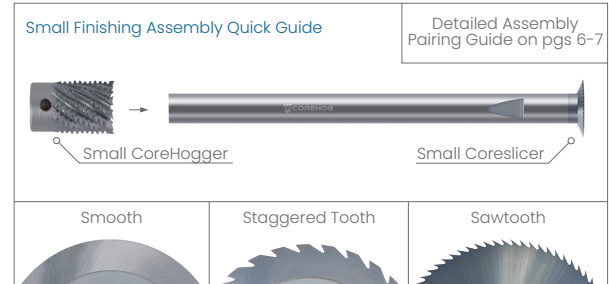 Small Finishing Assembly Quick Guide
Detailed Assembly
Pairing Guide on pgs 6-7
COREHOG
Small CoreHogger
Small Coreslicer
Smooth
Staggered Tooth
Sawtooth